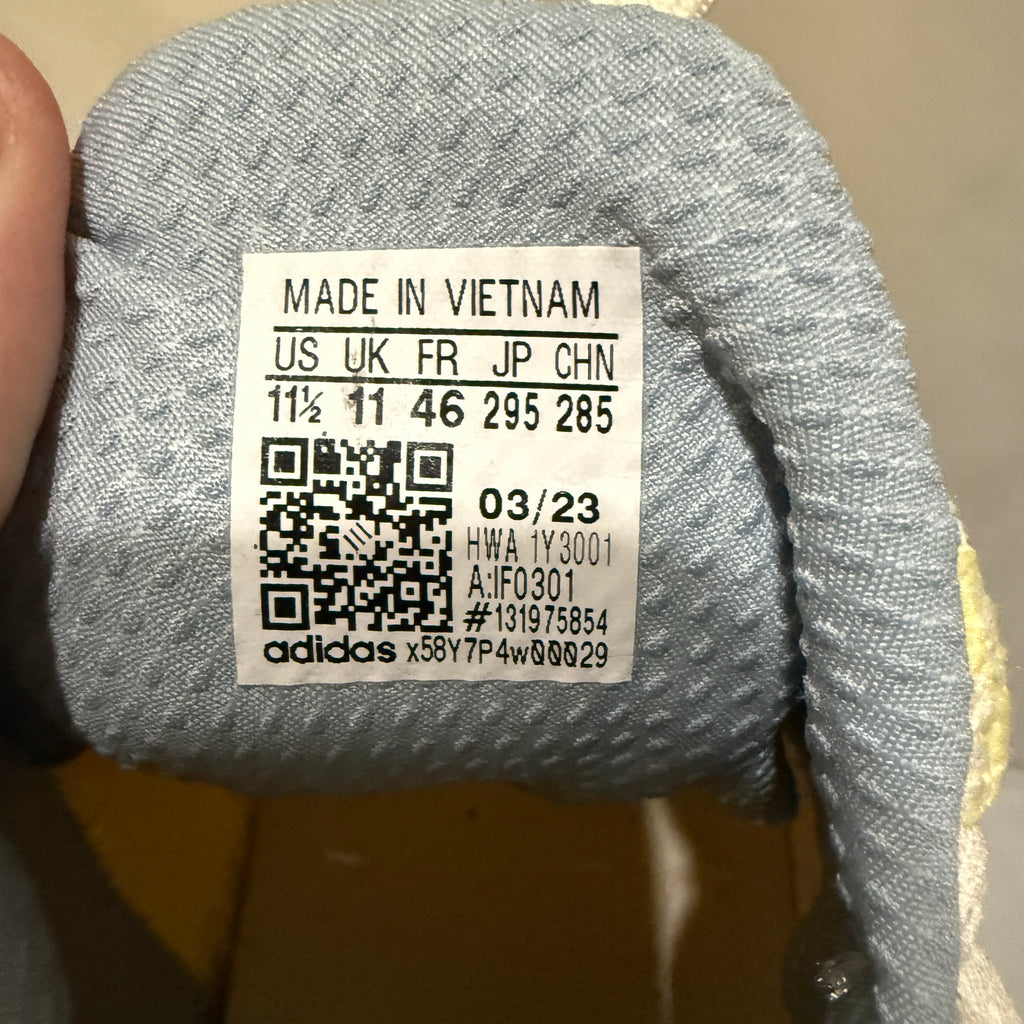 MADE IN VIETNAM
US UK FR JP CHN
11½ 11 46 295 285
03/23
HWA 1Y3001
A:IF0301
#131975854
adidas x58Y7P4w00029